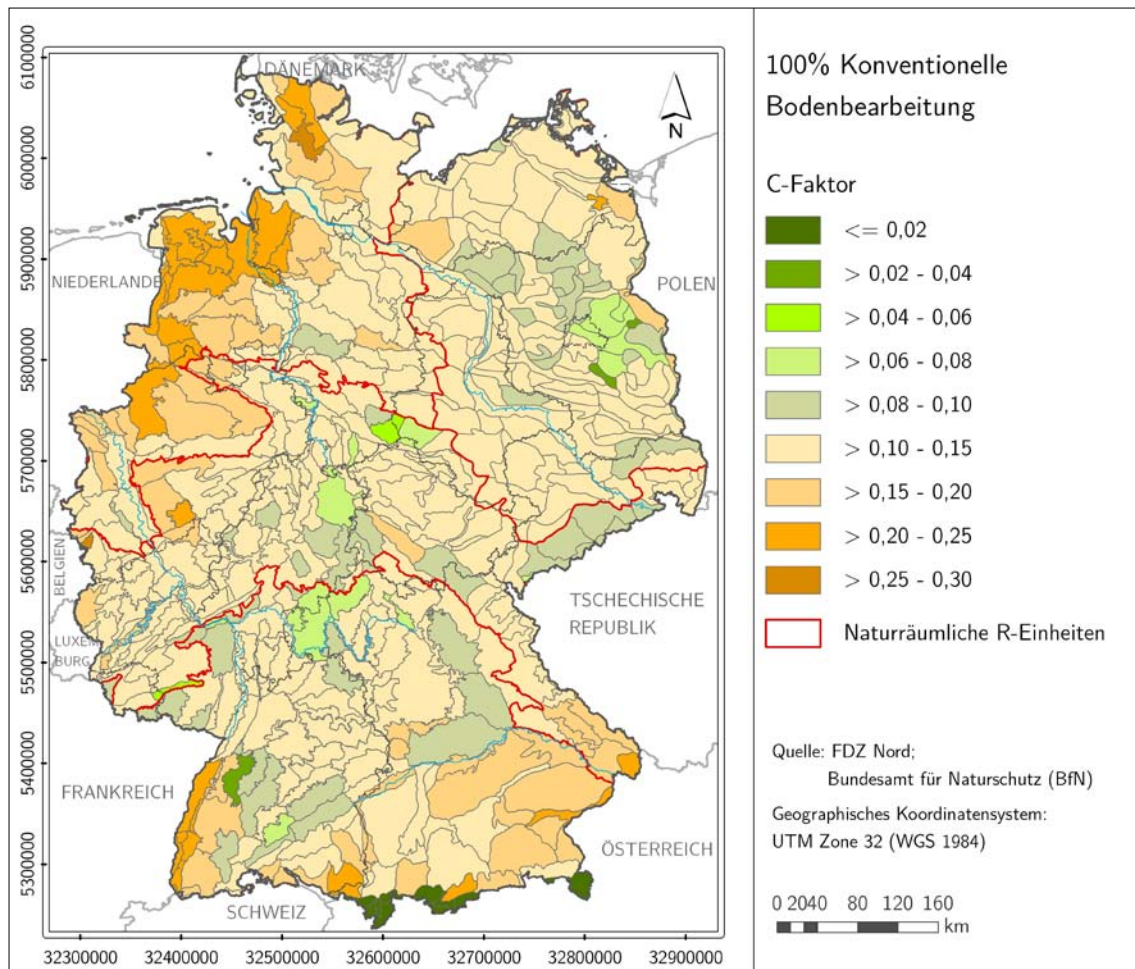 100% Konventionelle
Bodenbearbeitung
C-Faktor
<= 0,02
> 0,02 - 0,04
> 0,04 - 0,06
> 0,06 - 0,08
> 0,08 - 0,10
> 0,10 - 0,15
> 0,15 - 0,20
> 0,20 - 0,25
> 0,25 - 0,30
Naturräumliche R-Einheiten
Quelle: FDZ Nord;
Bundesamt für Naturschutz (BfN)
Geographisches Koordinatensystem:
UTM Zone 32 (WGS 1984)
0 20 40 80 120 160
km
DÄNEMARK
N
NIEDERLANDE
POLEN
BELGIEN
LUXEM
BURG
TSCHECHISCHE
REPUBLIK
FRANKREICH
ÖSTERREICH
SCHWEIZ
6100000
6000000
5900000
5800000
5700000
5600000
5500000
5400000
5300000
32300000 32400000 32500000 32600000 32700000 32800000 32900000